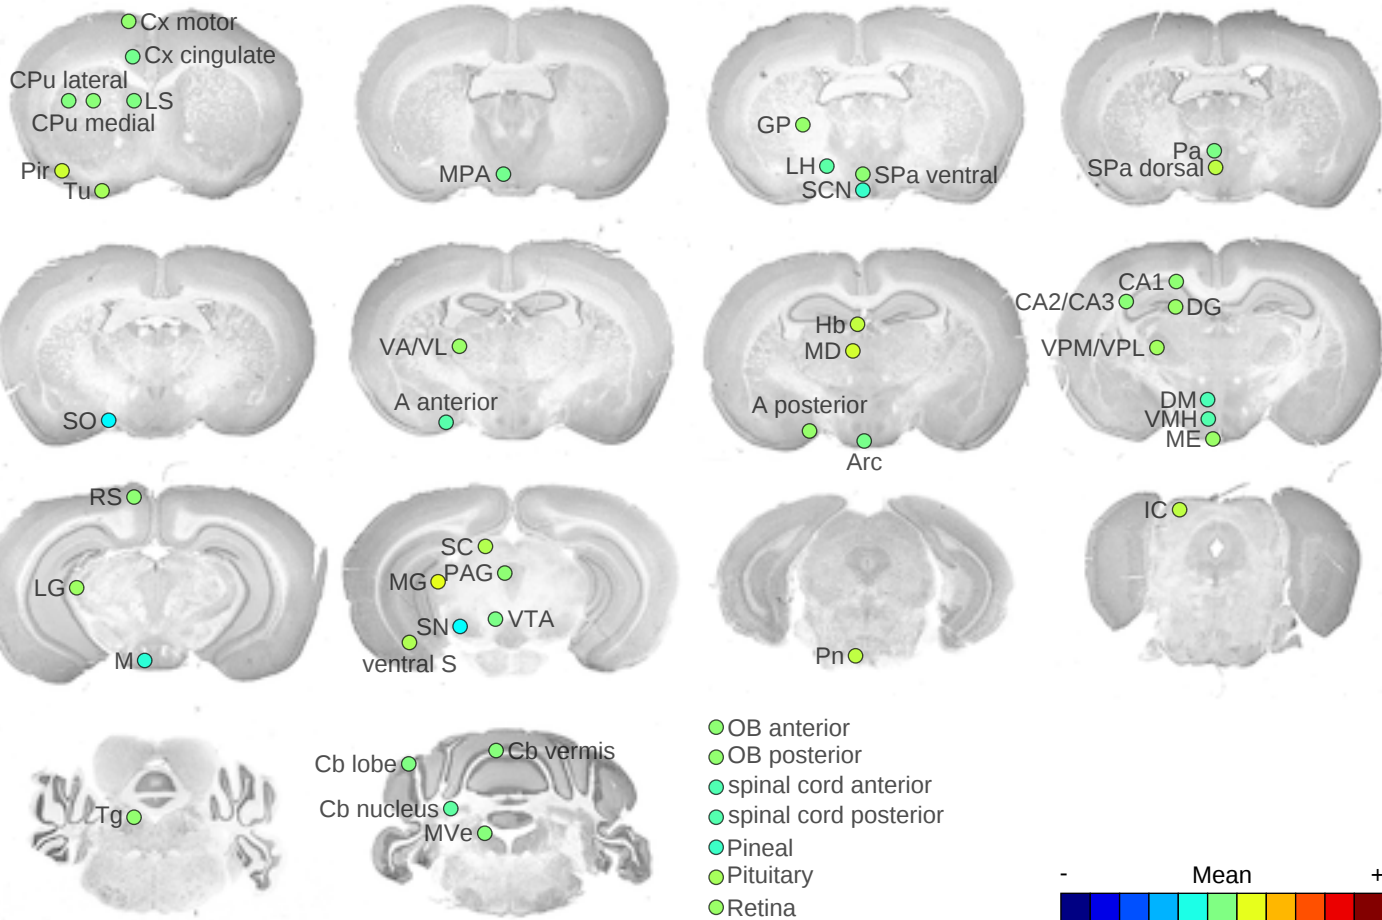 Cx motor
Cx cingulate
CPu lateral
LS
CPu medial
Pir
Tu
MPA
GP
LH
SPa ventral
SCN
Pa
SPa dorsal
SO
VA/VL
A anterior
Hb
MD
A posterior
Arc
CA1
CA2/CA3
DG
VPM/VPL
DM
VMH
ME
RS
LG
M
SC
MG
PAG
SN
VTA
ventral S
Pn
IC
Tg
Cb lobe
Cb vermis
Cb nucleus
MVe
OB anterior
OB posterior
spinal cord anterior
spinal cord posterior
Pineal
Pituitary
Retina
- Mean +